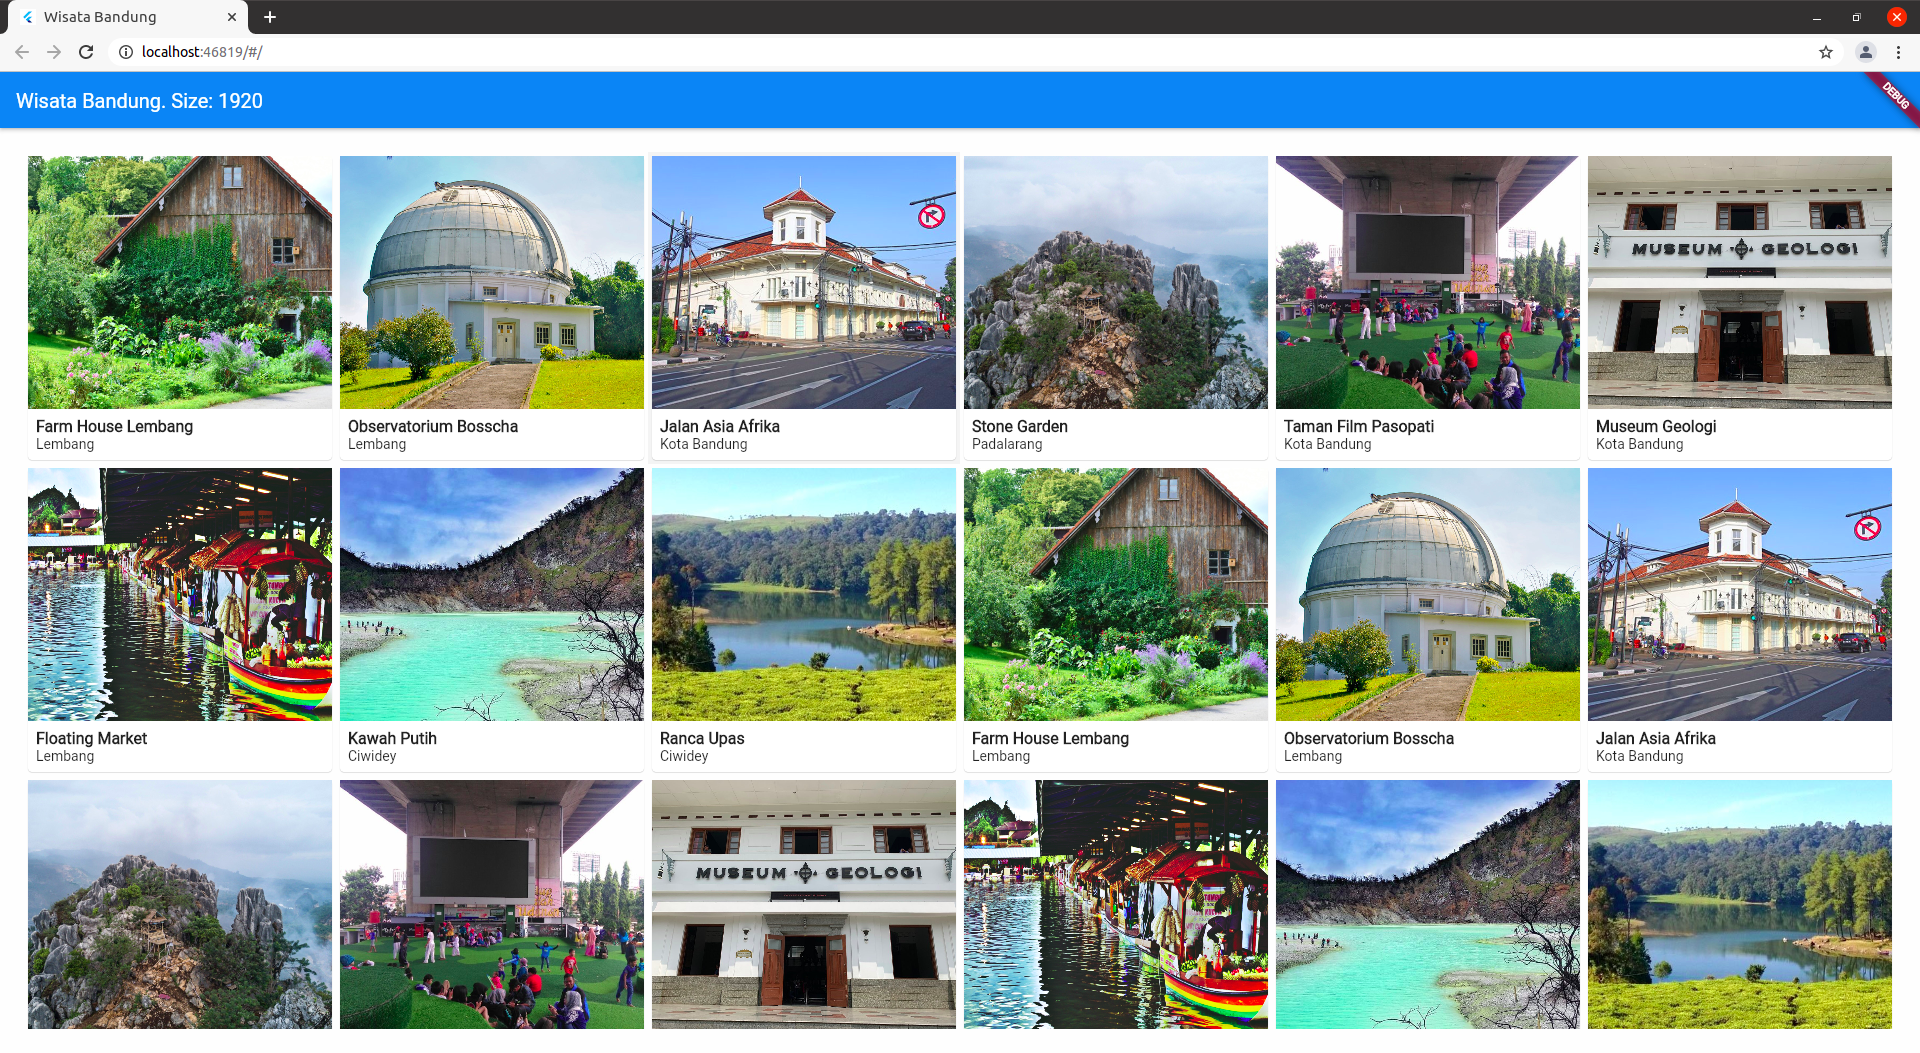 Wisata Bandung
localhost:46819/#/
Wisata Bandung. Size: 1920
DEBUG
MUSEUM GEOLOGI
Farm House Lembang
Lembang
Observatorium Bosscha
Lembang
Jalan Asia Afrika
Kota Bandung
Stone Garden
Padalarang
Taman Film Pasopati
Kota Bandung
Museum Geologi
Kota Bandung
Floating Market
Lembang
Kawah Putih
Ciwidey
Ranca Upas
Ciwidey
Farm House Lembang
Lembang
Observatorium Bosscha
Lembang
Jalan Asia Afrika
Kota Bandung
MUSEUM GEOLOGI